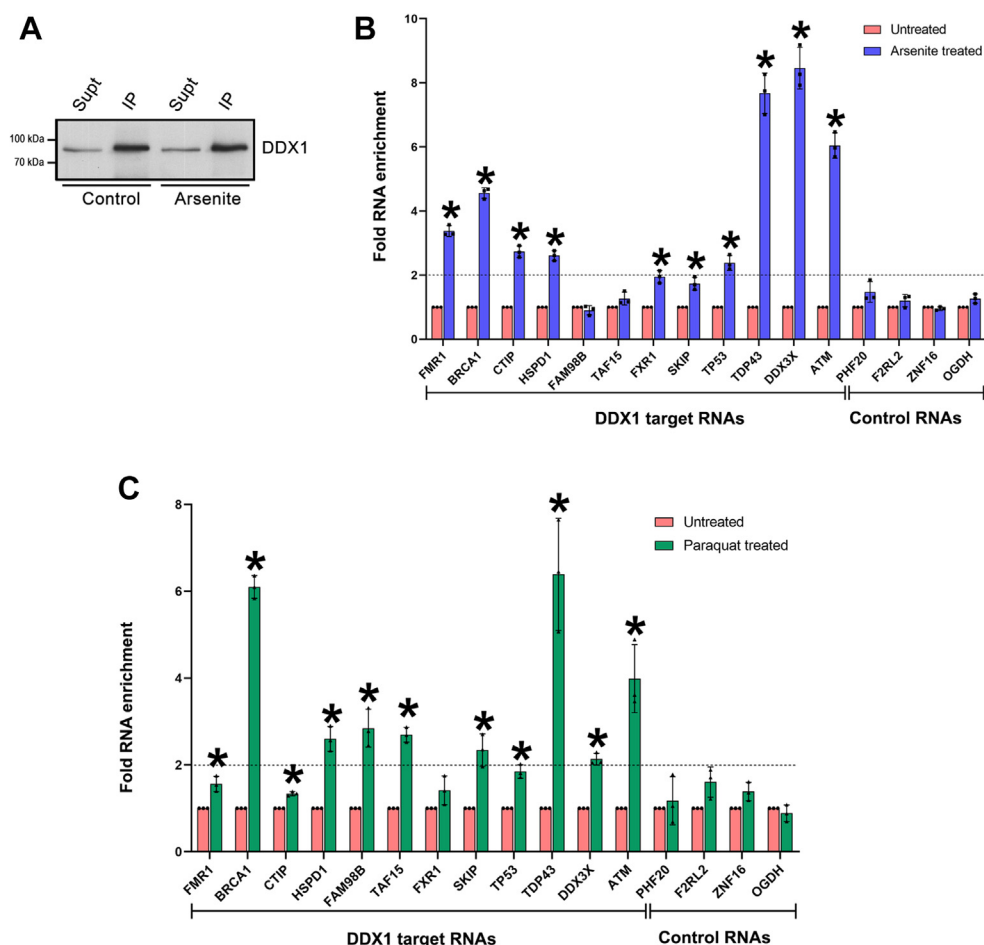 A
Supt IP Supt IP
100 kDa
70 kDa
DDX1
Control Arsenite
B
Fold RNA enrichment
10
8
6
4
2
0
Untreated
Arsenite treated
* * * * * * * * * *
FMR1 BRCA1 CTIP HSPD1 FAM98B TAF15 FXR1 SKIP TP53 TDP43 DDX3X ATM PHF20 F2RL2 ZNF16 OGDH
DDX1 target RNAs Control RNAs
C
Fold RNA enrichment
8
6
4
2
0
Untreated
Paraquat treated
* * * * * * * * * * *
FMR1 BRCA1 CTIP HSPD1 FAM98B TAF15 FXR1 SKIP TP53 TDP43 DDX3X ATM PHF20 F2RL2 ZNF16 OGDH
DDX1 target RNAs Control RNAs